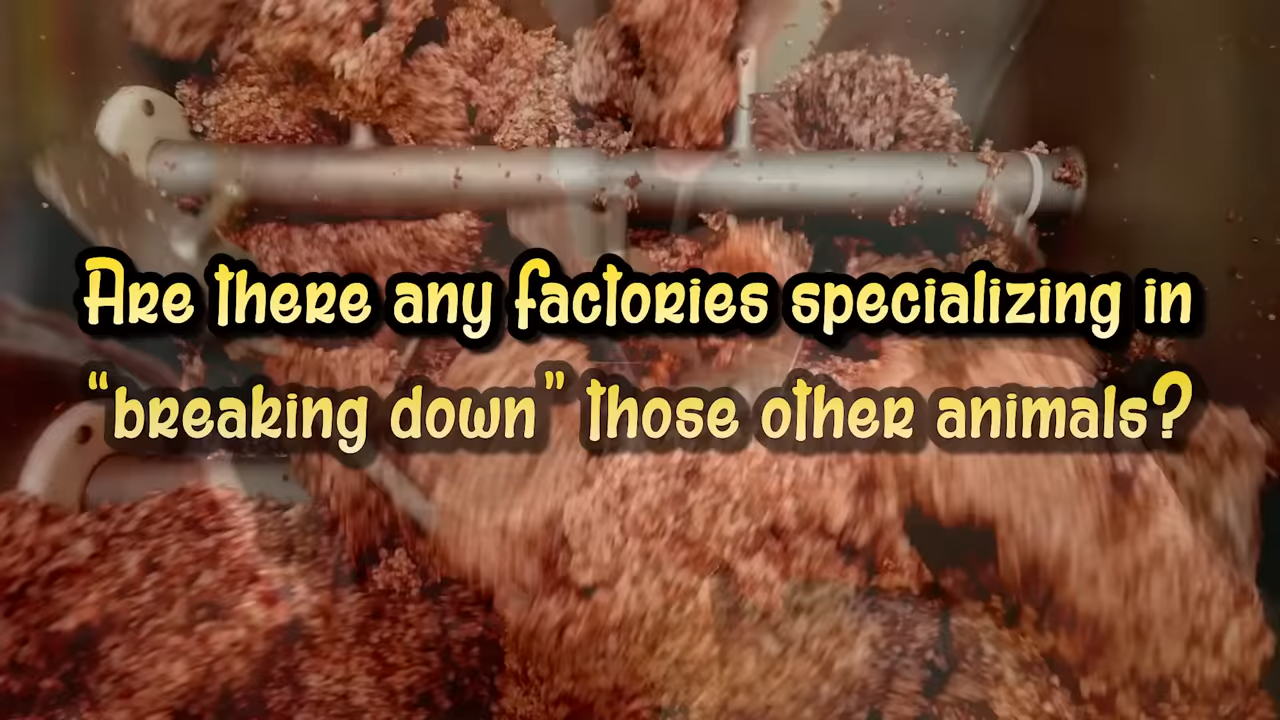 Are there any factories specializing in
“breaking down” those other animals?